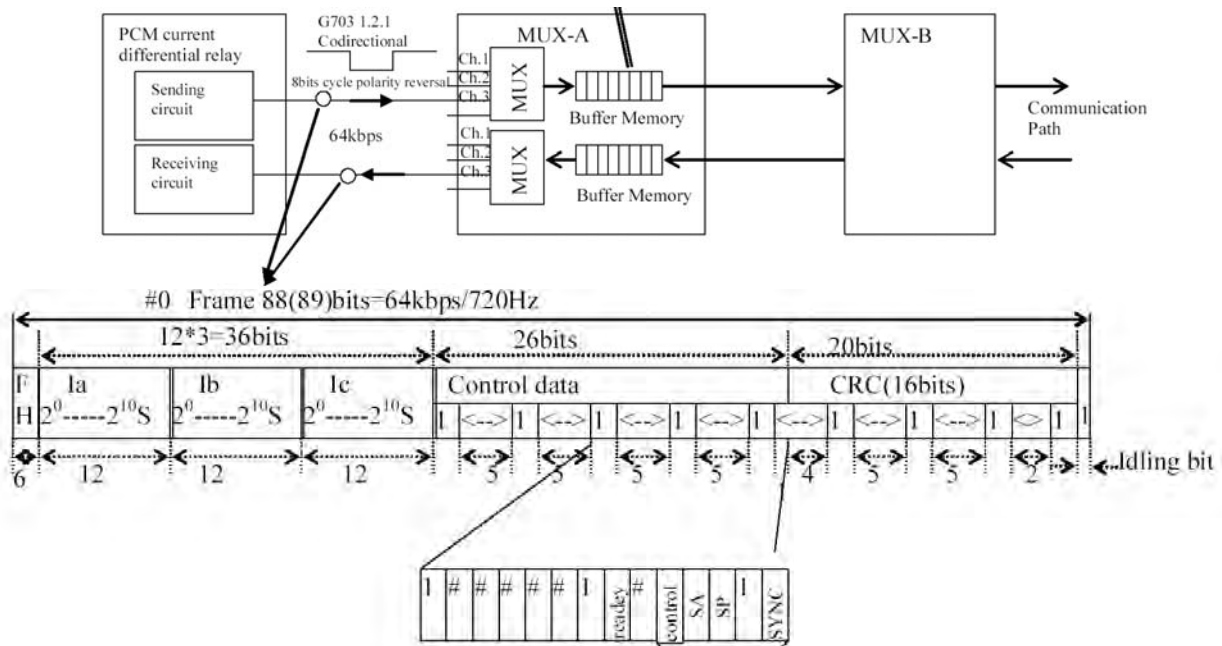 PCM current
differential relay
Sending
circuit
Receiving
circuit
G703 1.2.1
Codirectional
8bits cycle polarity reversal
64kbps
MUX-A
Ch.1
Ch.2
Ch.3
MUX
Buffer Memory
Ch.1
Ch.2
Ch.3
MUX
Buffer Memory
MUX-B
Communication
Path
#0 Frame 88(89)bits=64kbps/720Hz
12*3=36bits
26bits
20bits
F
H
Ia
Ib
Ic
2⁰-----2¹⁰S
2⁰-----2¹⁰S
2⁰-----2¹⁰S
Control data
CRC(16bits)
1 <--> 1 <--> 1 <--> 1 <--> 1 <--> 1 <--> 1 <--> 1 <> 1 1
6 12 12 12 5 5 5 5 4 5 5 2
Idling bit
1 # # # # # 1 readey # control SA SP 1 SYNC